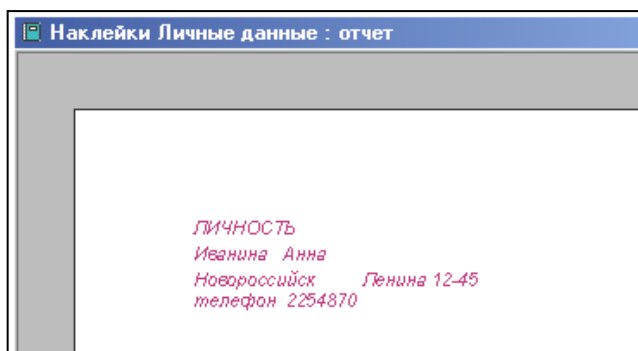 Наклейки Личные данные : отчет
ЛИЧНОСТЬ
Иванина Анна
Новороссийск Ленина 12-45
телефон 2254870